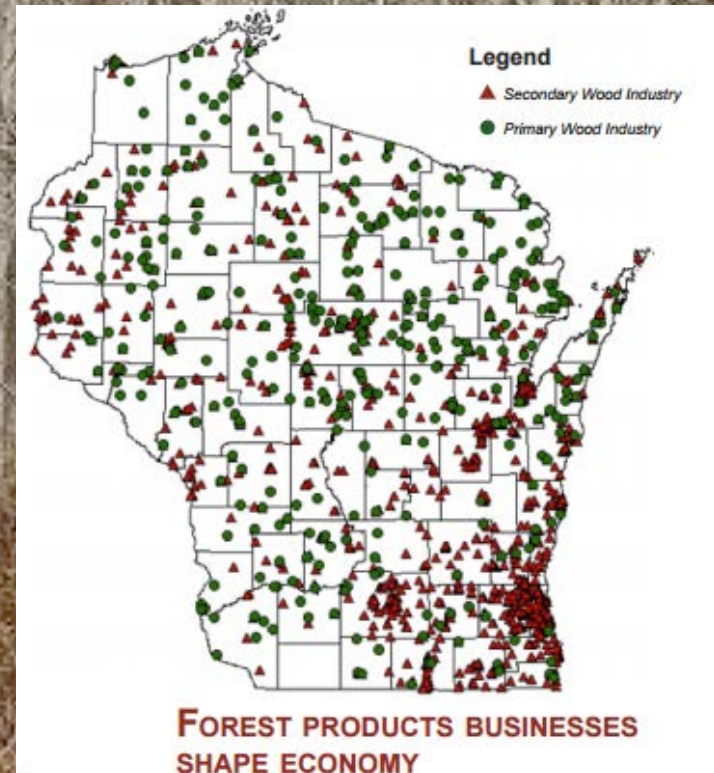 Legend
Secondary Wood Industry
Primary Wood Industry
FOREST PRODUCTS BUSINESSES
SHAPE ECONOMY